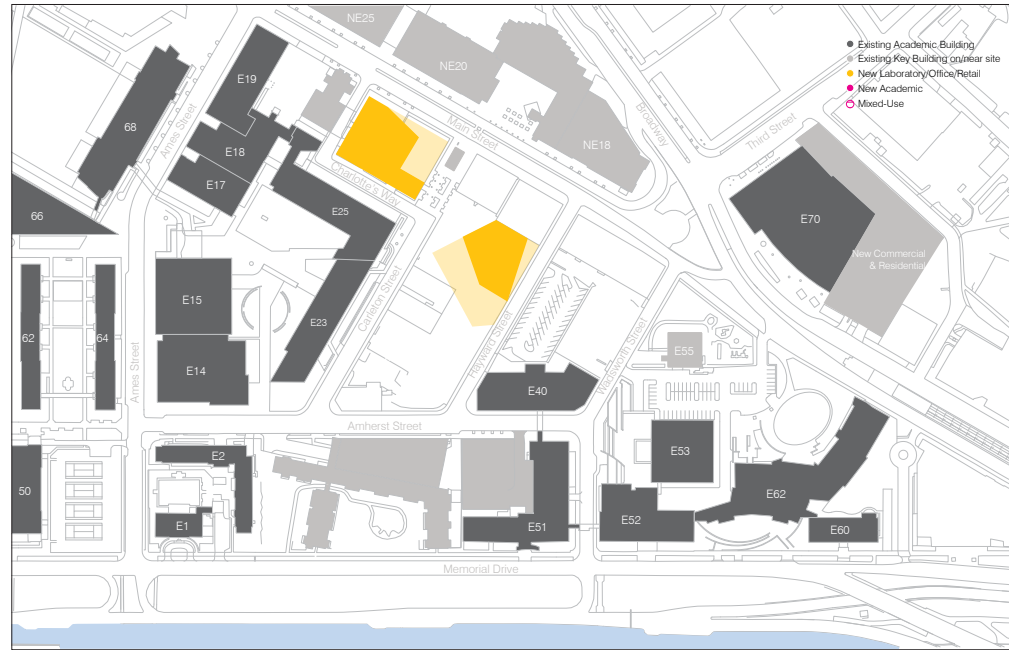 NE25
NE20
NE18
Existing Academic Building
Existing Key Building on/near site
New Laboratory/Office/Retail
New Academic
Mixed-Use
E19
68
Ames Street
E18
E17
Main Street
Broadway
Third Street
Charlotte's Way
66
E25
E70
New Commercial
& Residential
E15
Carleton Street
E23
62
64
Ames Street
E14
Hayward Street
Wadsworth Street
E55
E40
Amherst Street
E2
E53
50
E1
E51
E52
E62
E60
Memorial Drive